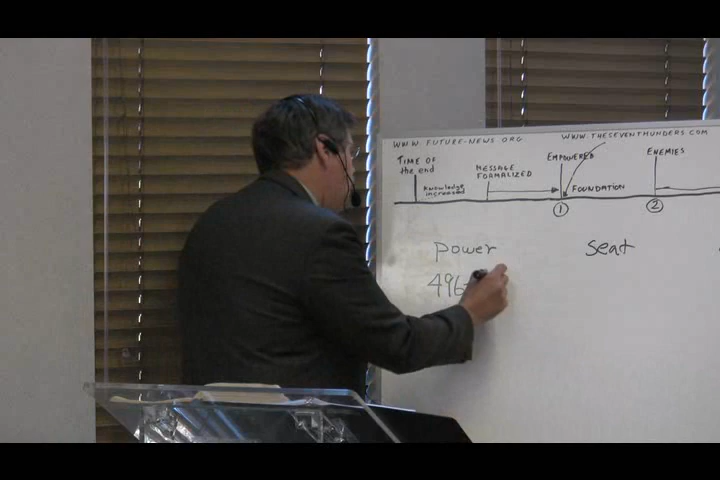 WWW.FUTURE-NEWS.ORG WWW.THESEVENTHUNDERS.COM
TIME OF the end
Knowledge increased
MESSAGE FORMALIZED
EMPOWERED
FOUNDATION
ENEMIES
1 2
power seat
496